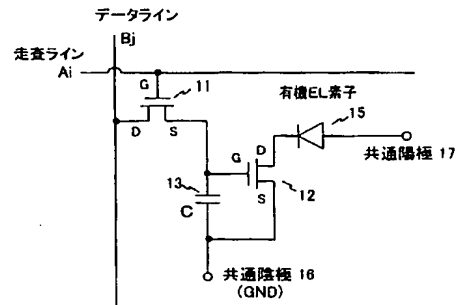 データライン
Bj
走査ライン
Ai
G
11
D
S
有機EL素子
15
共通陽極 17
G
D
13
C
S
12
共通陰極 16
(GND)